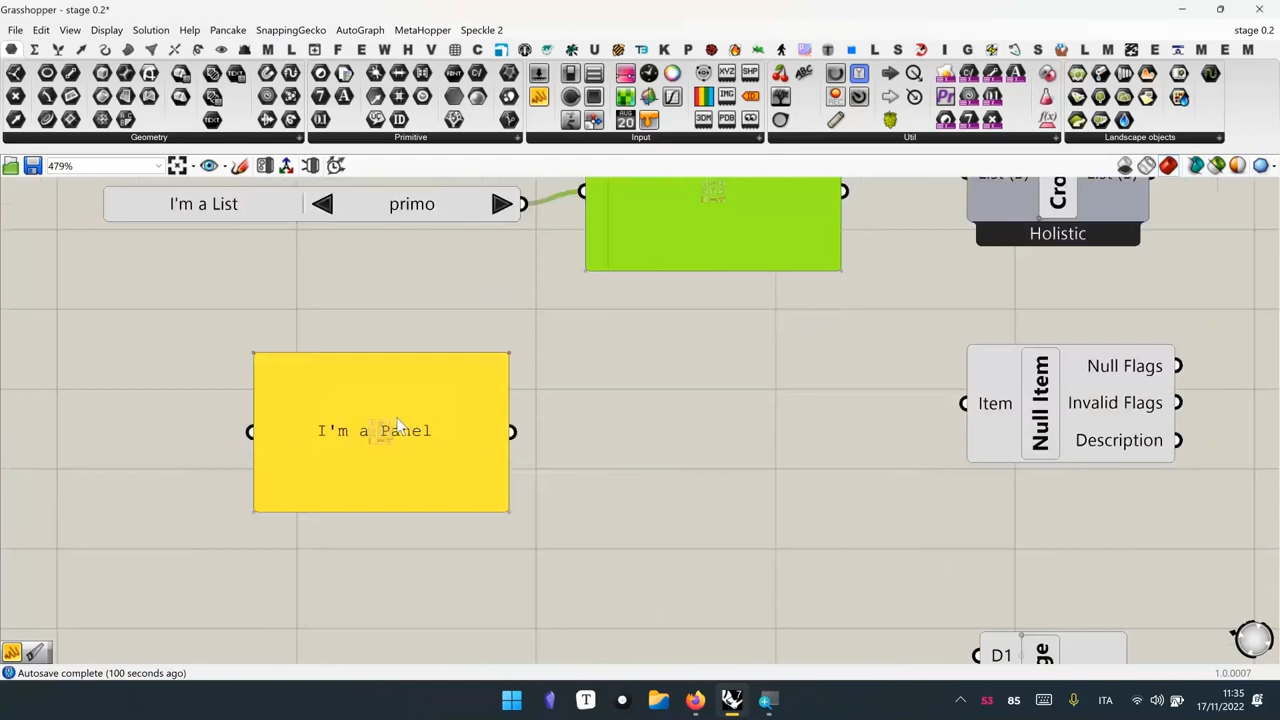 Grasshopper - stage 0.2*
File Edit View Display Solution Help Pancake SnappingGecko AutoGraph MetaHopper Speckle 2
stage 0.2
Geometry
Primitive
Input
Util
Landscape objects
479%
I'm a List
primo
Holistic
I'm a Panel
Item
Null Item
Null Flags
Invalid Flags
Description
D1
Autosave complete (100 seconds ago)
1.0.0007
53
85
ITA
11:35
17/11/2022